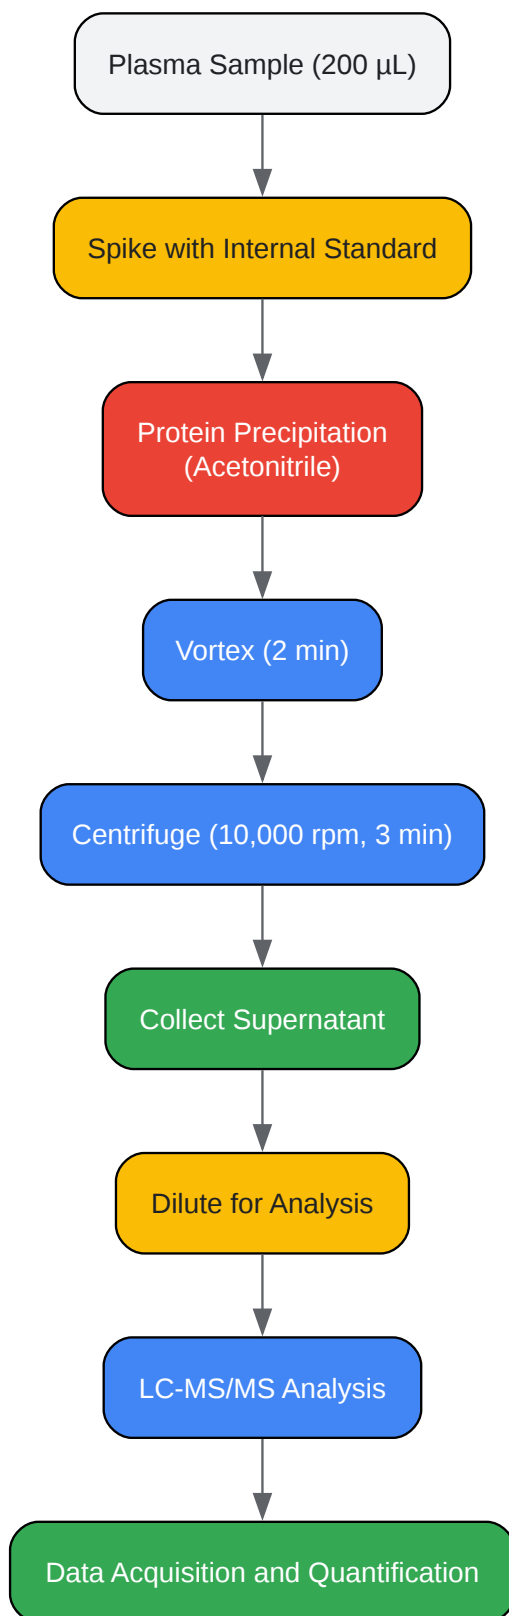 Plasma Sample (200 µL)
Spike with Internal Standard
Protein Precipitation
(Acetonitrile)
Vortex (2 min)
Centrifuge (10,000 rpm, 3 min)
Collect Supernatant
Dilute for Analysis
LC-MS/MS Analysis
Data Acquisition and Quantification